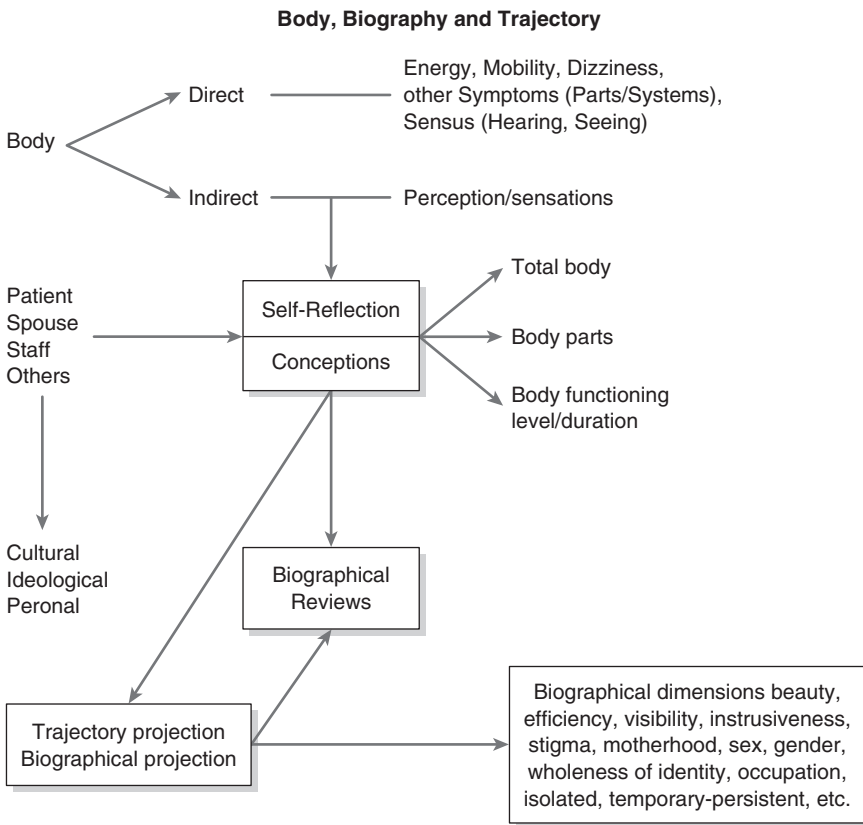 Body, Biography and Trajectory
Energy, Mobility, Dizziness,
other Symptoms (Parts/Systems),
Sensus (Hearing, Seeing)
Direct
Body
Indirect
Perception/sensations
Total body
Patient
Spouse
Staff
Others
Self-Reflection
Conceptions
Body parts
Body functioning
level/duration
Cultural
Ideological
Peronal
Biographical
Reviews
Trajectory projection
Biographical projection
Biographical dimensions beauty,
efficiency, visibility, instrusiveness,
stigma, motherhood, sex, gender,
wholeness of identity, occupation,
isolated, temporary-persistent, etc.